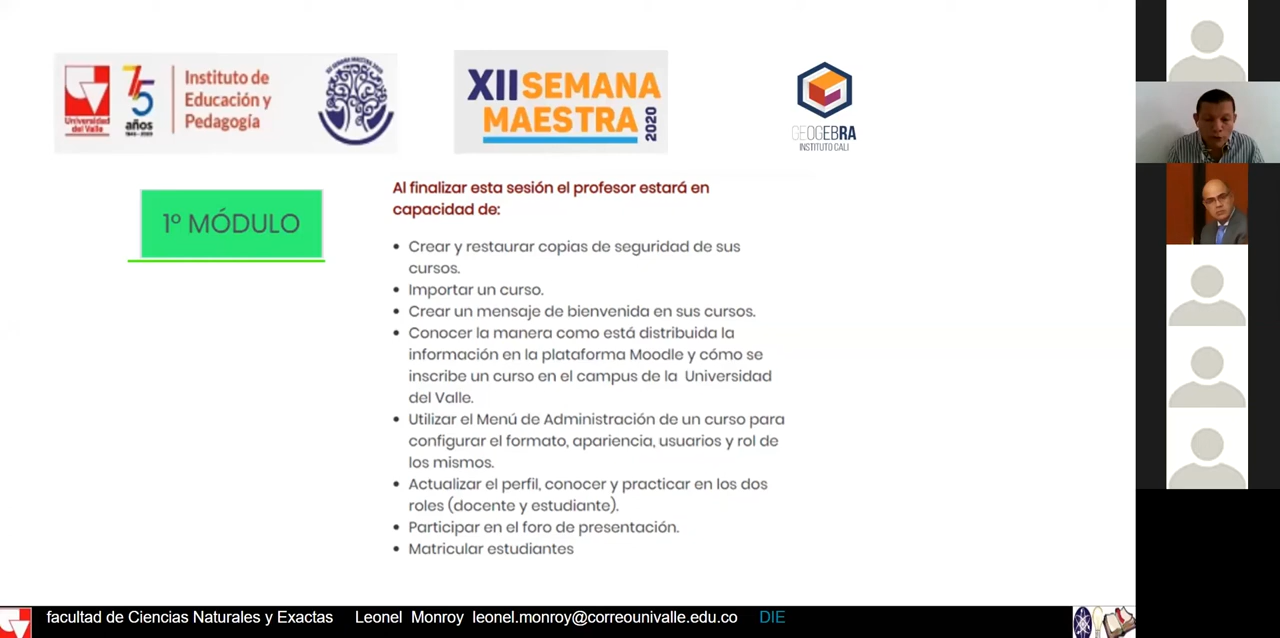 Universidad
del Valle
75
años
1945-2020
Instituto de
Educación y
Pedagogía
XII SEMANA MAESTRA 2020
XII SEMANA
MAESTRA
2020
GEOGEBRA
INSTITUTO CALI
1º MÓDULO
Al finalizar esta sesión el profesor estará en
capacidad de:
• Crear y restaurar copias de seguridad de sus
cursos.
• Importar un curso.
• Crear un mensaje de bienvenida en sus cursos.
• Conocer la manera como está distribuida la
información en la plataforma Moodle y cómo se
inscribe un curso en el campus de la Universidad
del Valle.
• Utilizar el Menú de Administración de un curso para
configurar el formato, apariencia, usuarios y rol de
los mismos.
• Actualizar el perfil, conocer y practicar en los dos
roles (docente y estudiante).
• Participar en el foro de presentación.
• Matricular estudiantes
facultad de Ciencias Naturales y Exactas Leonel Monroy leonel.monroy@correounivalle.edu.co DIE